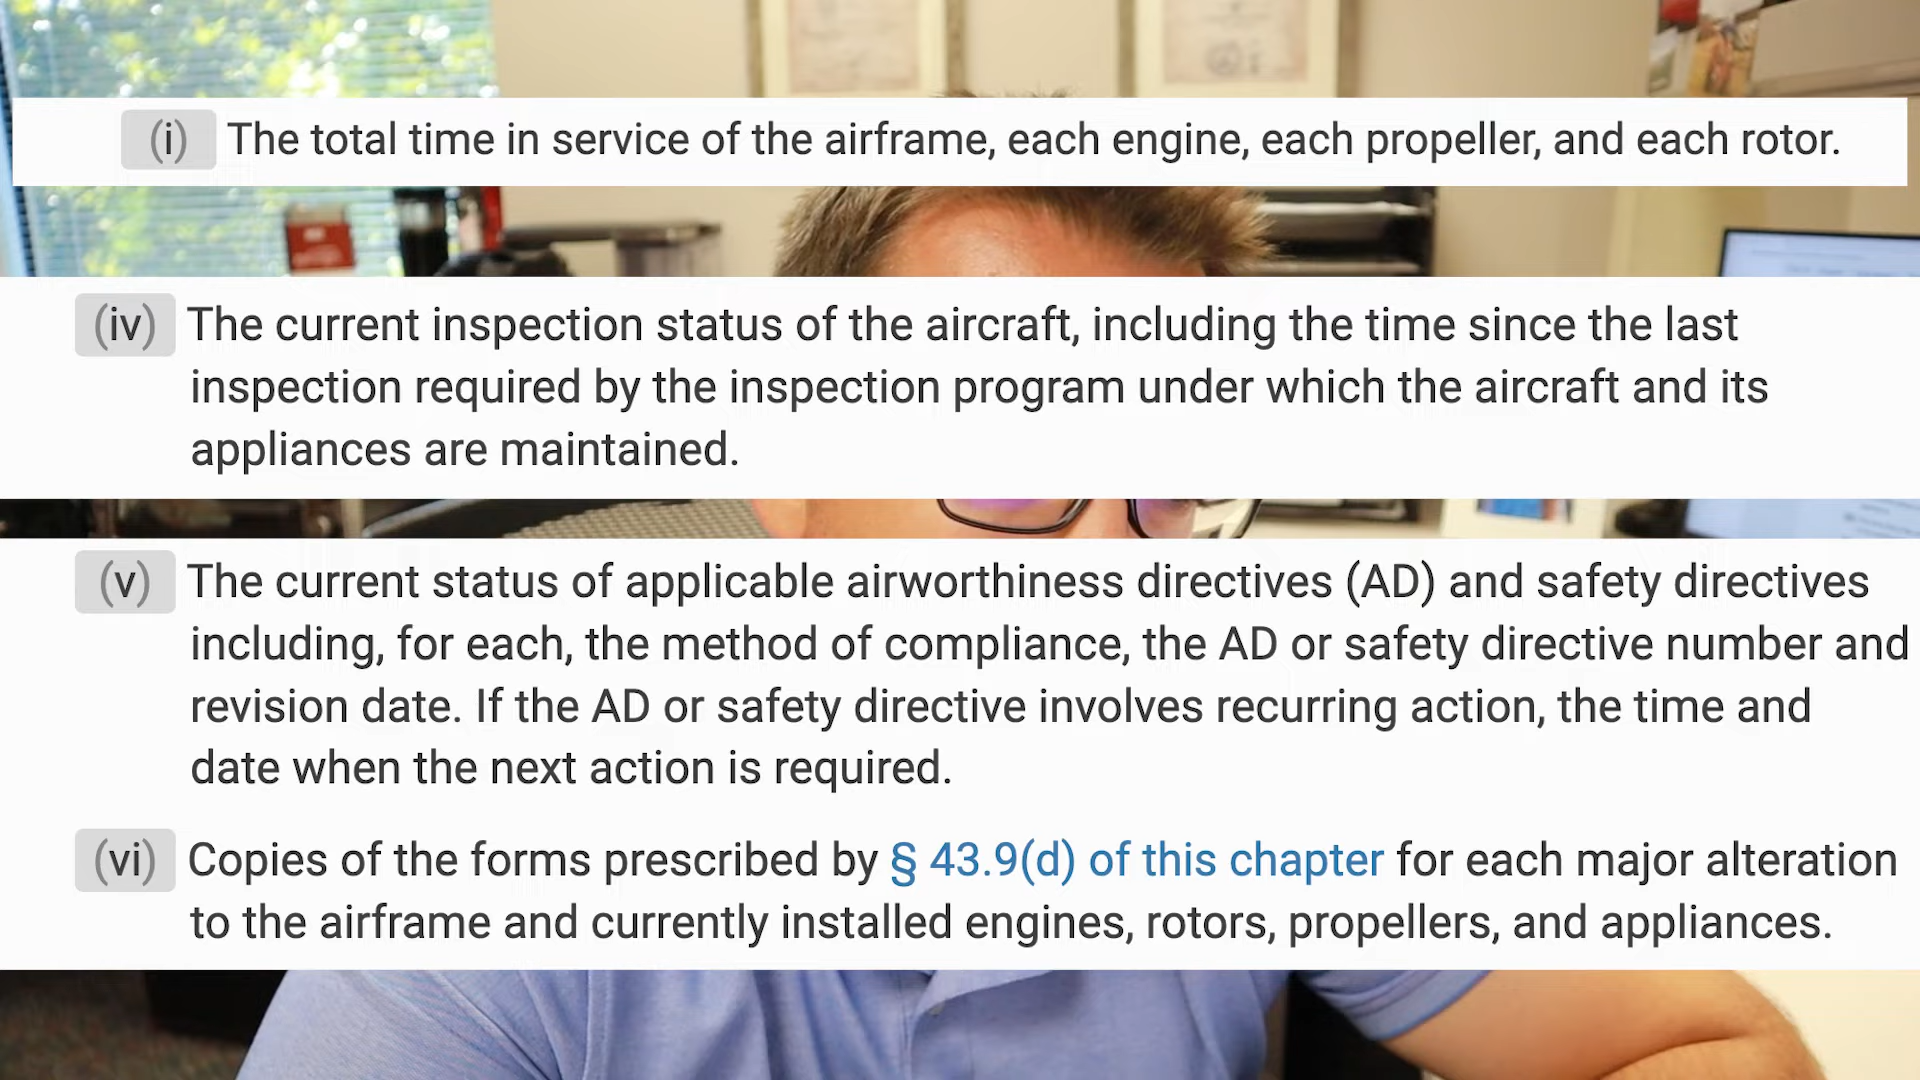 (i) The total time in service of the airframe, each engine, each propeller, and each rotor.
(iv) The current inspection status of the aircraft, including the time since the last
inspection required by the inspection program under which the aircraft and its
appliances are maintained.
(v) The current status of applicable airworthiness directives (AD) and safety directives
including, for each, the method of compliance, the AD or safety directive number and
revision date. If the AD or safety directive involves recurring action, the time and
date when the next action is required.
(vi) Copies of the forms prescribed by § 43.9(d) of this chapter for each major alteration
to the airframe and currently installed engines, rotors, propellers, and appliances.